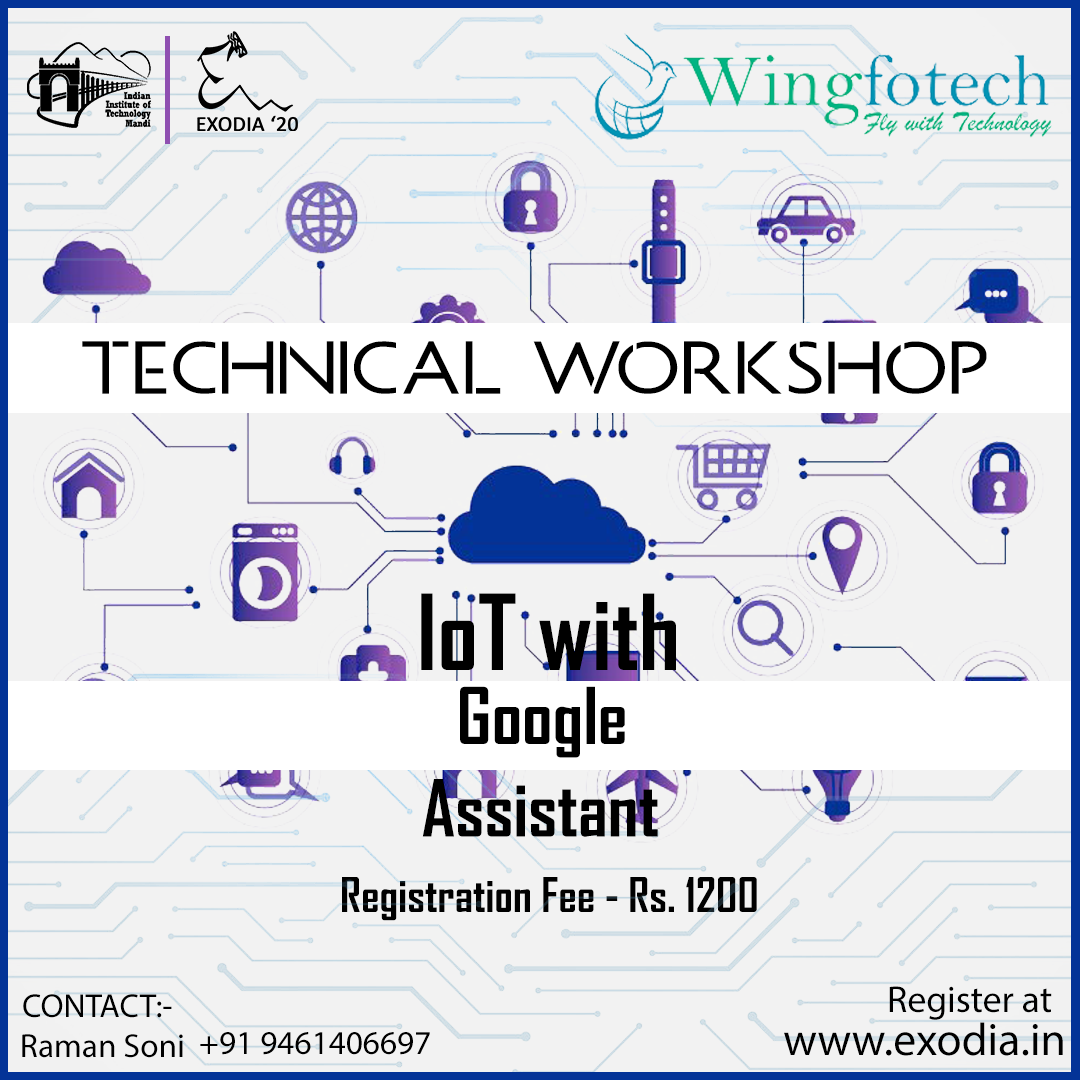 Indian
Institute of
Technology
Mandi
EXODIA ‘20
Wingfotech
Fly with Technology
TECHNICAL WORKSHOP
IoT with
Google
Assistant
Registration Fee - Rs. 1200
CONTACT:-
Raman Soni +91 9461406697
Register at
www.exodia.in